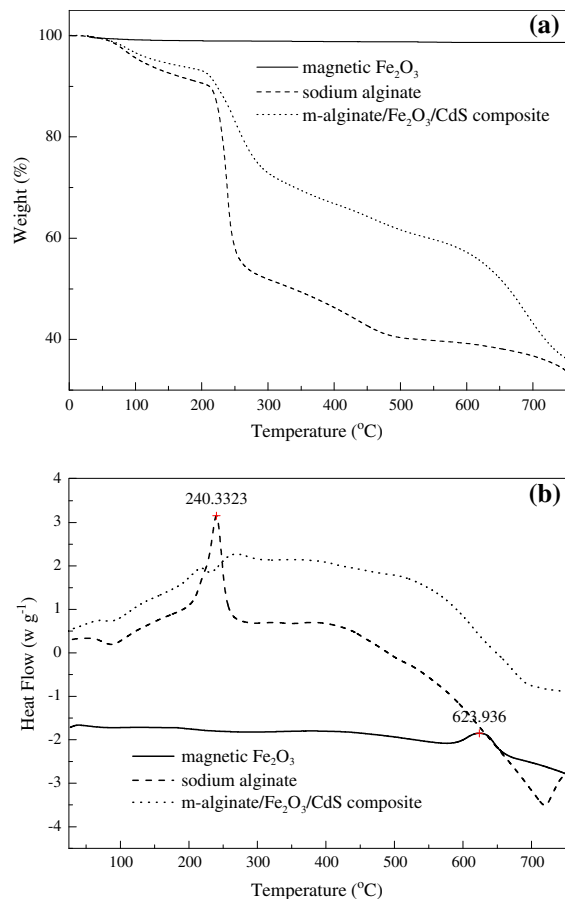 (a)
100
80
60
40
Weight (%)
magnetic Fe₂O₃
sodium alginate
m-alginate/Fe₂O₃/CdS composite
0 100 200 300 400 500 600 700
Temperature (°C)
(b)
4
3
2
1
0
-1
-2
-3
-4
Heat Flow (w g⁻¹)
240.3323
623.936
magnetic Fe₂O₃
sodium alginate
m-alginate/Fe₂O₃/CdS composite
100 200 300 400 500 600 700
Temperature (°C)